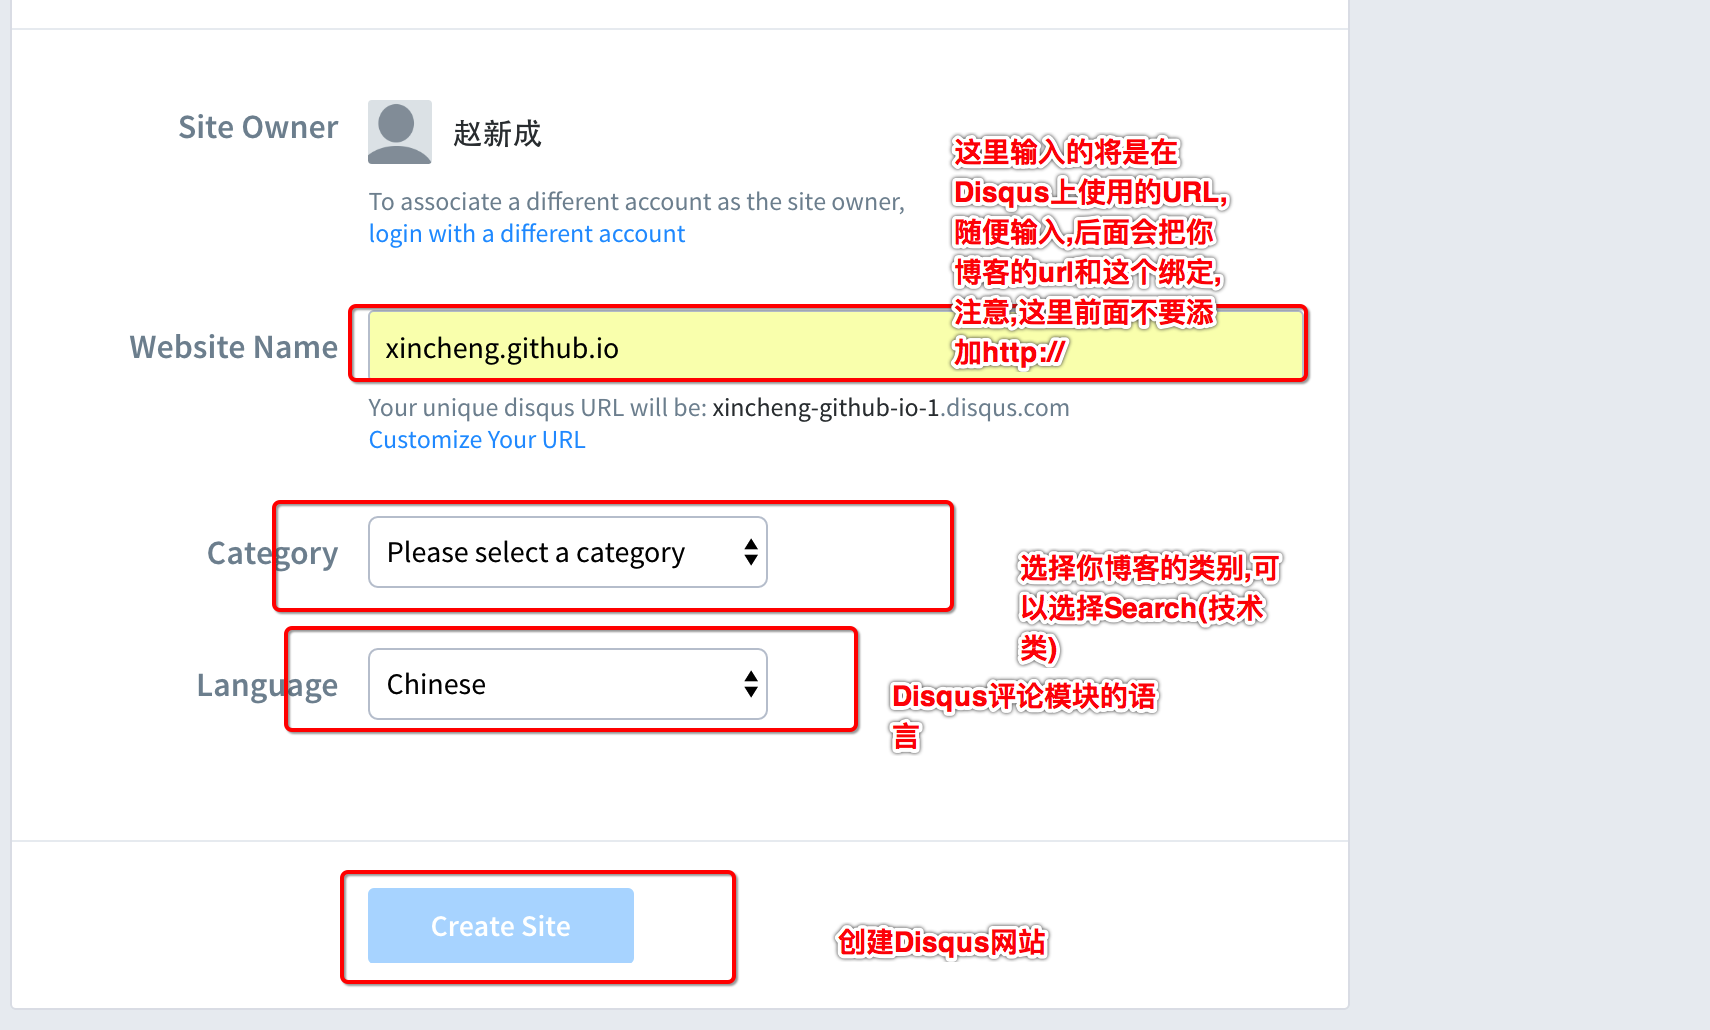 Site Owner
赵新成
To associate a different account as the site owner,
login with a different account
这里输入的将是在
Disqus上使用的URL,
随便输入,后面会把你
博客的url和这个绑定,
注意,这里前面不要添
加http://
Website Name
xincheng.github.io
Your unique disqus URL will be: xincheng-github-io-1.disqus.com
Customize Your URL
Category
Please select a category
选择你博客的类别,可
以选择Search(技术
类)
Language
Chinese
Disqus评论模块的语
言
Create Site
创建Disqus网站